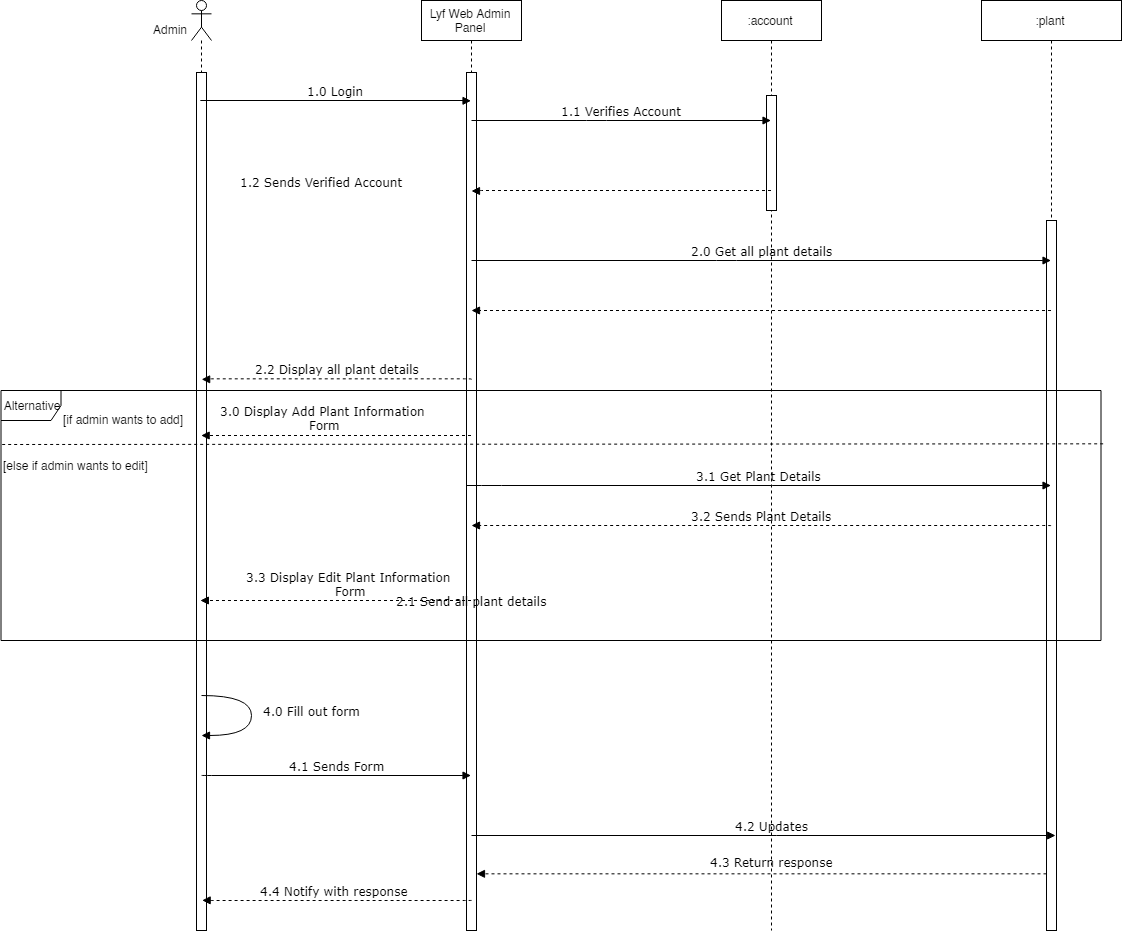 Admin
Lyf Web Admin
Panel
:account
:plant
1.0 Login
1.1 Verifies Account
1.2 Sends Verified Account
2.0 Get all plant details
2.2 Display all plant details
Alternative
[if admin wants to add]
3.0 Display Add Plant Information
Form
[else if admin wants to edit]
3.1 Get Plant Details
3.2 Sends Plant Details
3.3 Display Edit Plant Information
Form
2.1 Send all plant details
4.0 Fill out form
4.1 Sends Form
4.2 Updates
4.3 Return response
4.4 Notify with response